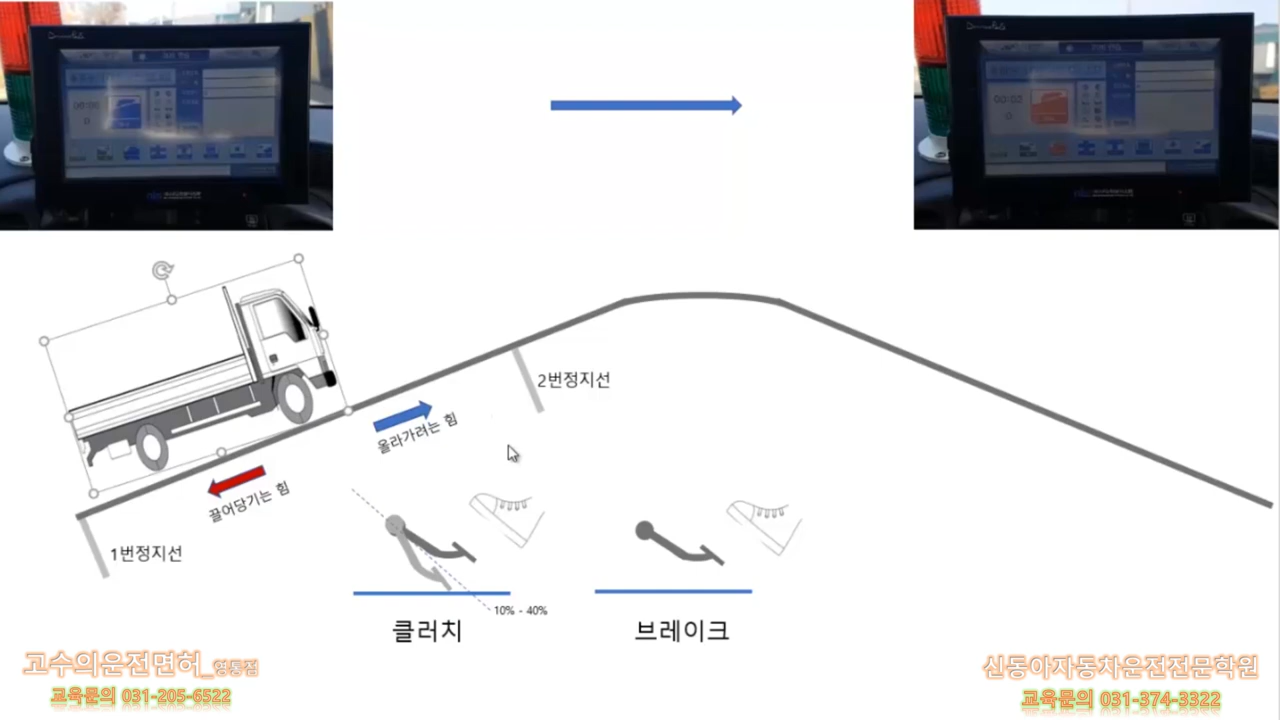 2번정지선
올라가려는 힘
끌어당기는 힘
1번정지선
10% - 40%
클러치
브레이크
고수의운전면허_영통점
교육문의 031-205-6522
신동아자동차운전전문학원
교육문의 031-374-3322